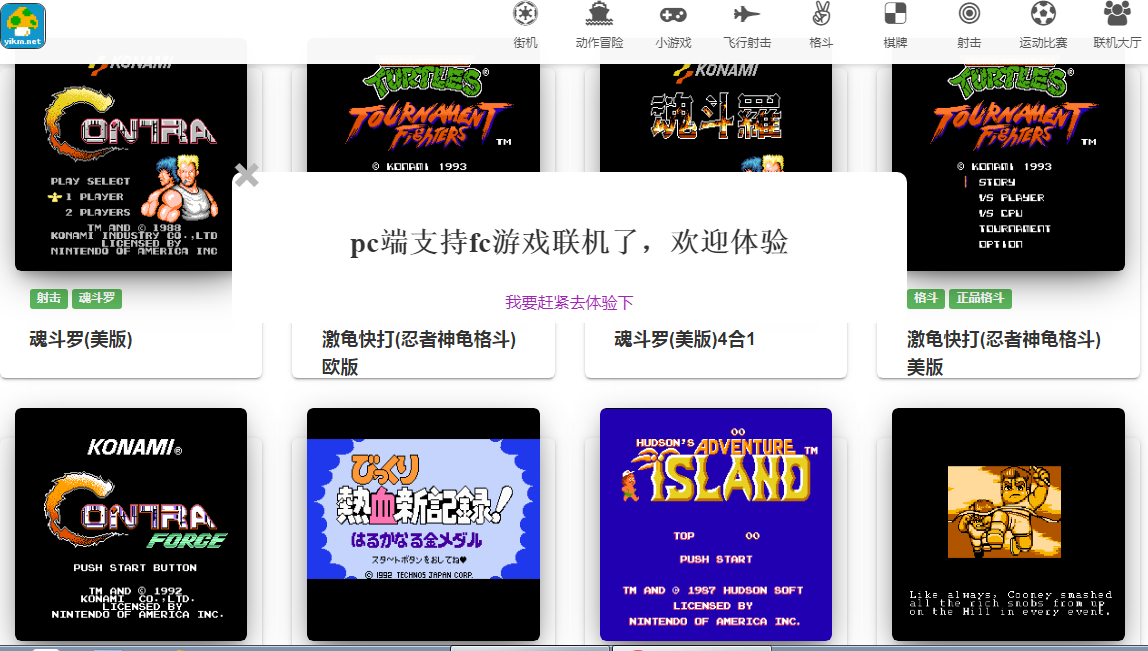 yikm.net
街机 动作冒险 小游戏 飞行射击 格斗 棋牌 射击 运动比赛 联机大厅
KONAMI
CONTRA
PLAY SELECT
1 PLAYER
2 PLAYERS
TM AND © 1988
KONAMI INDUSTRY CO.,LTD
LICENSED BY
NINTENDO OF AMERICA INC
TURTLES®
TOURNAMENT
FIGHTERS™
© KONAMI 1993
KONAMI
魂斗羅
TURTLES®
TOURNAMENT
FIGHTERS™
© KONAMI 1993
STORY
VS PLAYER
VS CPU
TOURNAMENT
OPTION
pc端支持fc游戏联机了，欢迎体验
我要赶紧去体验下
射击 魂斗罗
魂斗罗(美版)
激龟快打(忍者神龟格斗)
欧版
魂斗罗(美版)4合1
格斗 正品格斗
激龟快打(忍者神龟格斗)
美版
KONAMI®
CONTRA
FORCE
PUSH START BUTTON
TM AND © 1992
KONAMI CO.,LTD.
LICENSED BY
NINTENDO OF AMERICA INC.
びっくり
熱血新記録!
はるかなる金メダル
スタートボタンをおしてね♥
© 1992 TECHNOS JAPAN CORP.
00
HUDSON'S ADVENTURE
ISLAND™
TOP 00
PUSH START
TM AND © 1987 HUDSON SOFT
LICENSED BY
NINTENDO OF AMERICA INC.
Like always, Cooney smashed
all the rich snobs from up
on the Hill in every event.